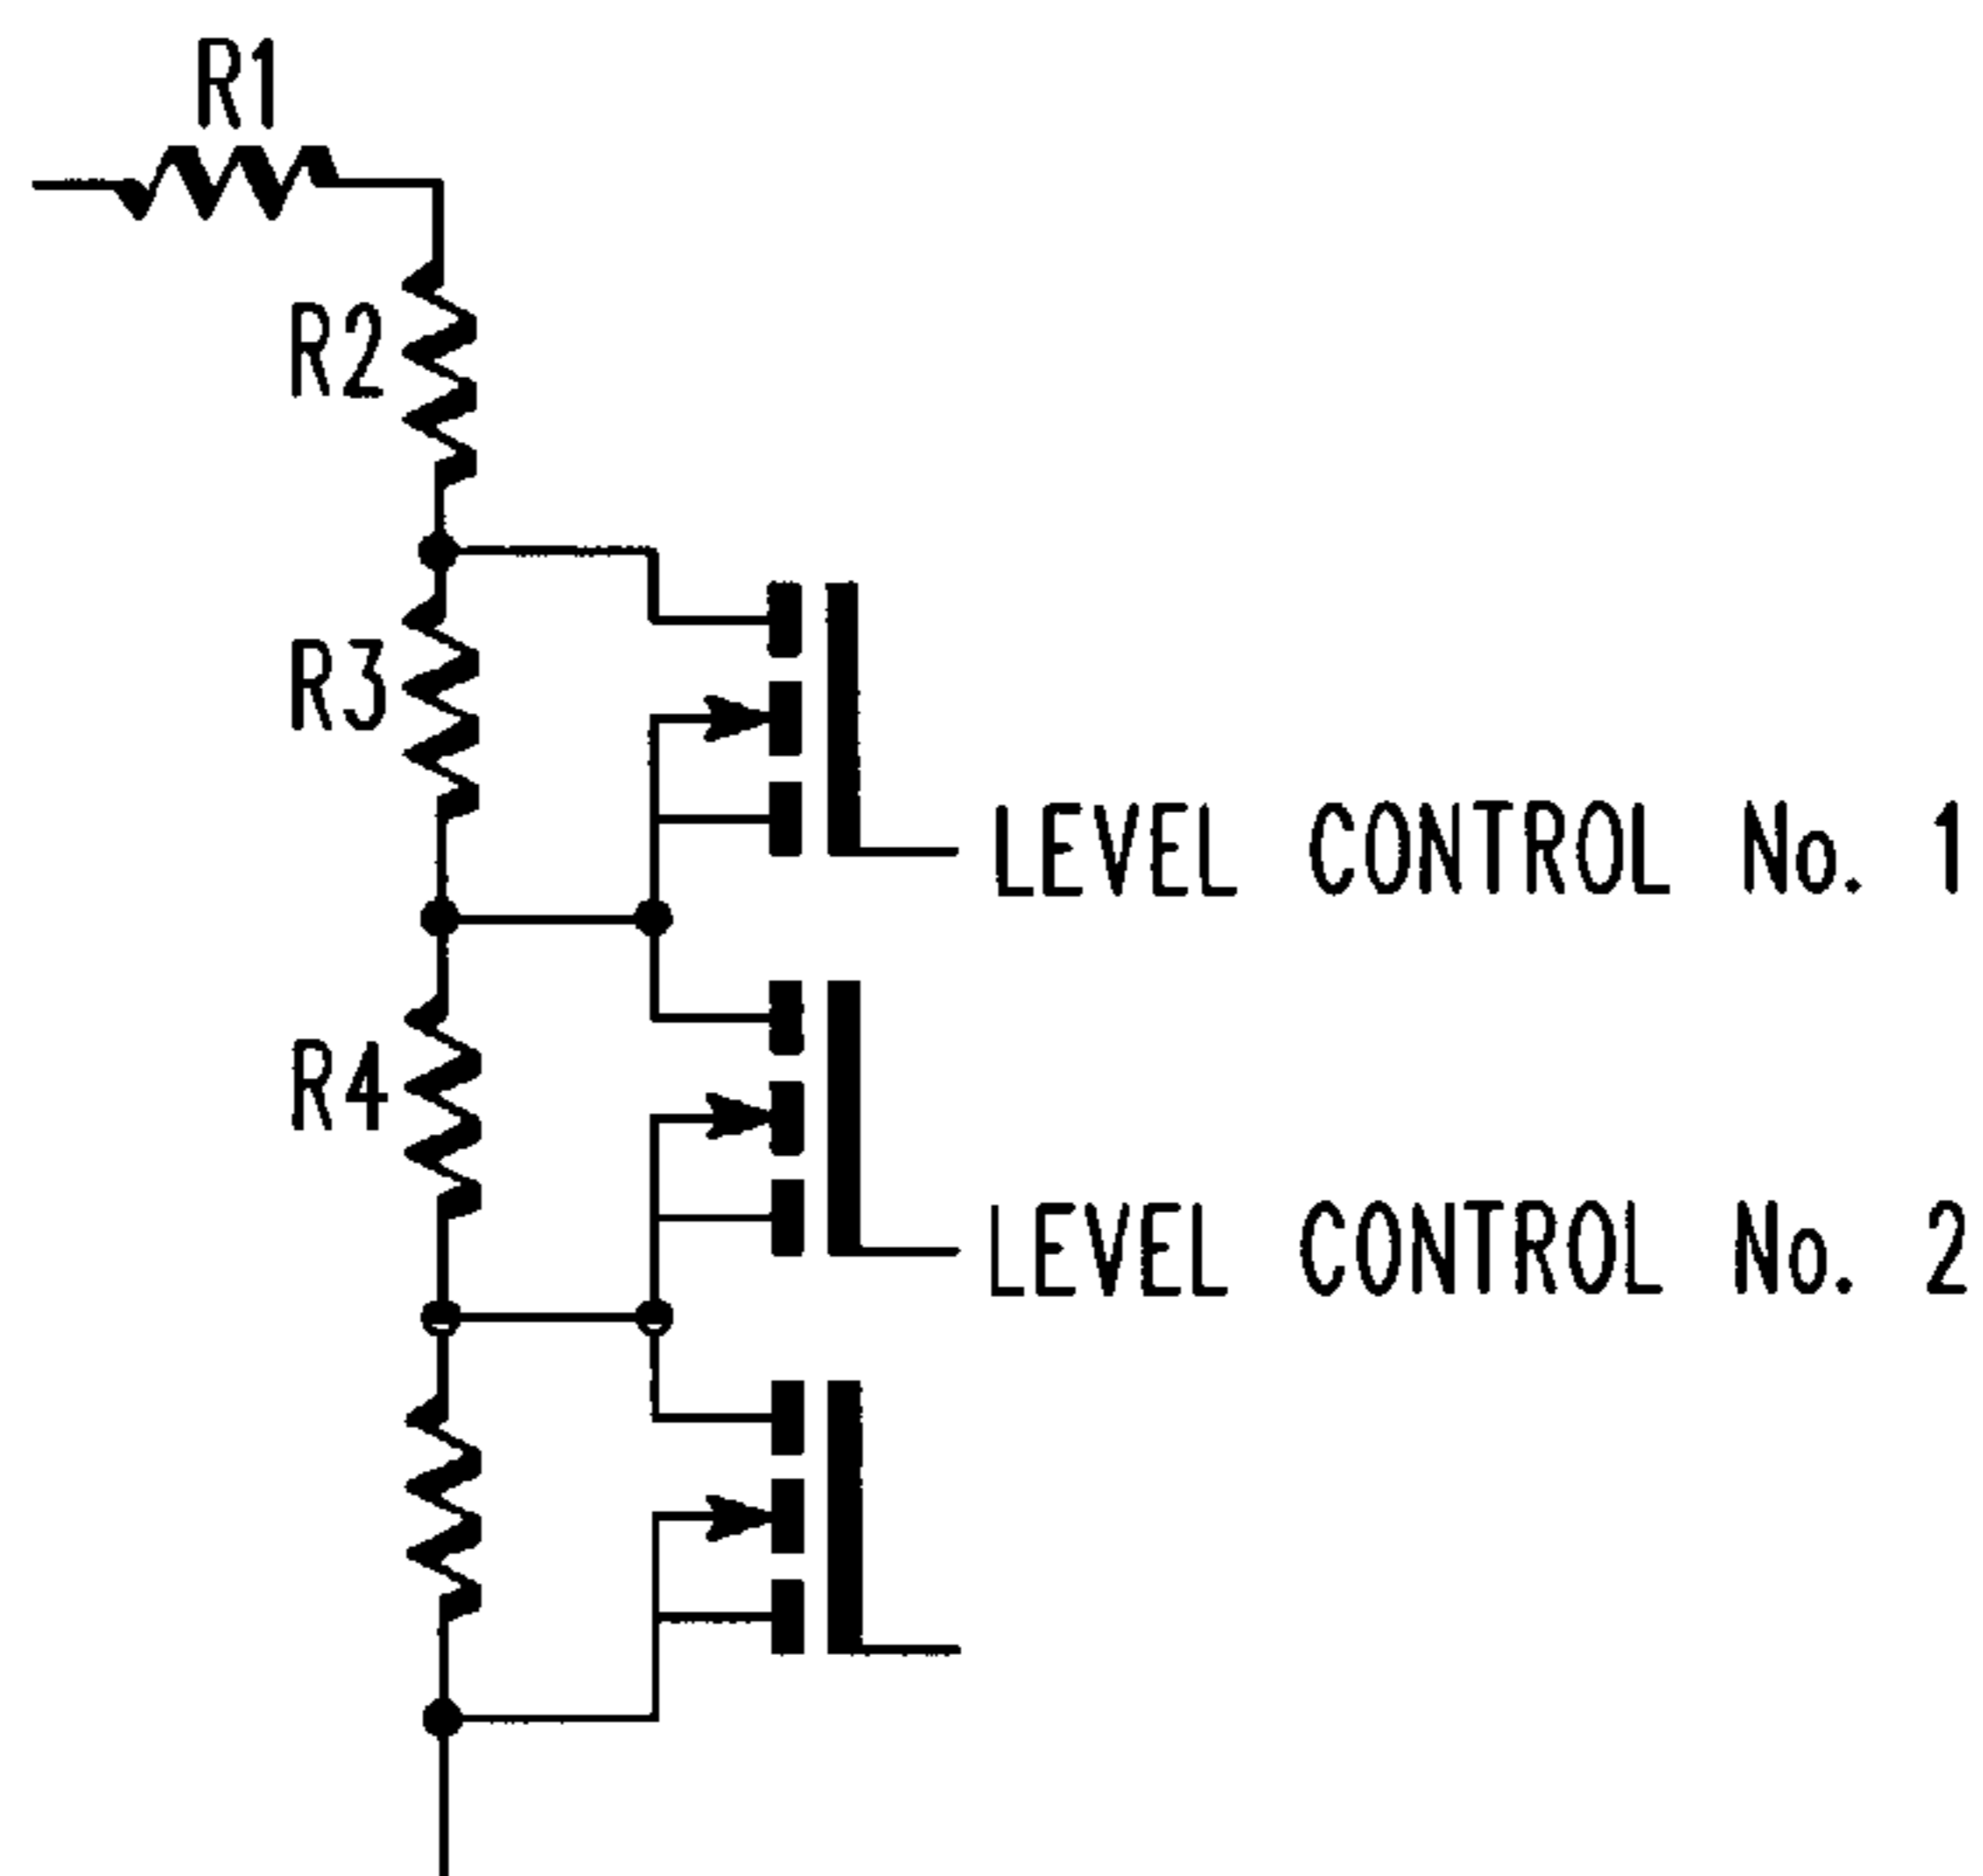 R1
R2
R3
LEVEL CONTROL No. 1
R4
LEVEL CONTROL No. 2